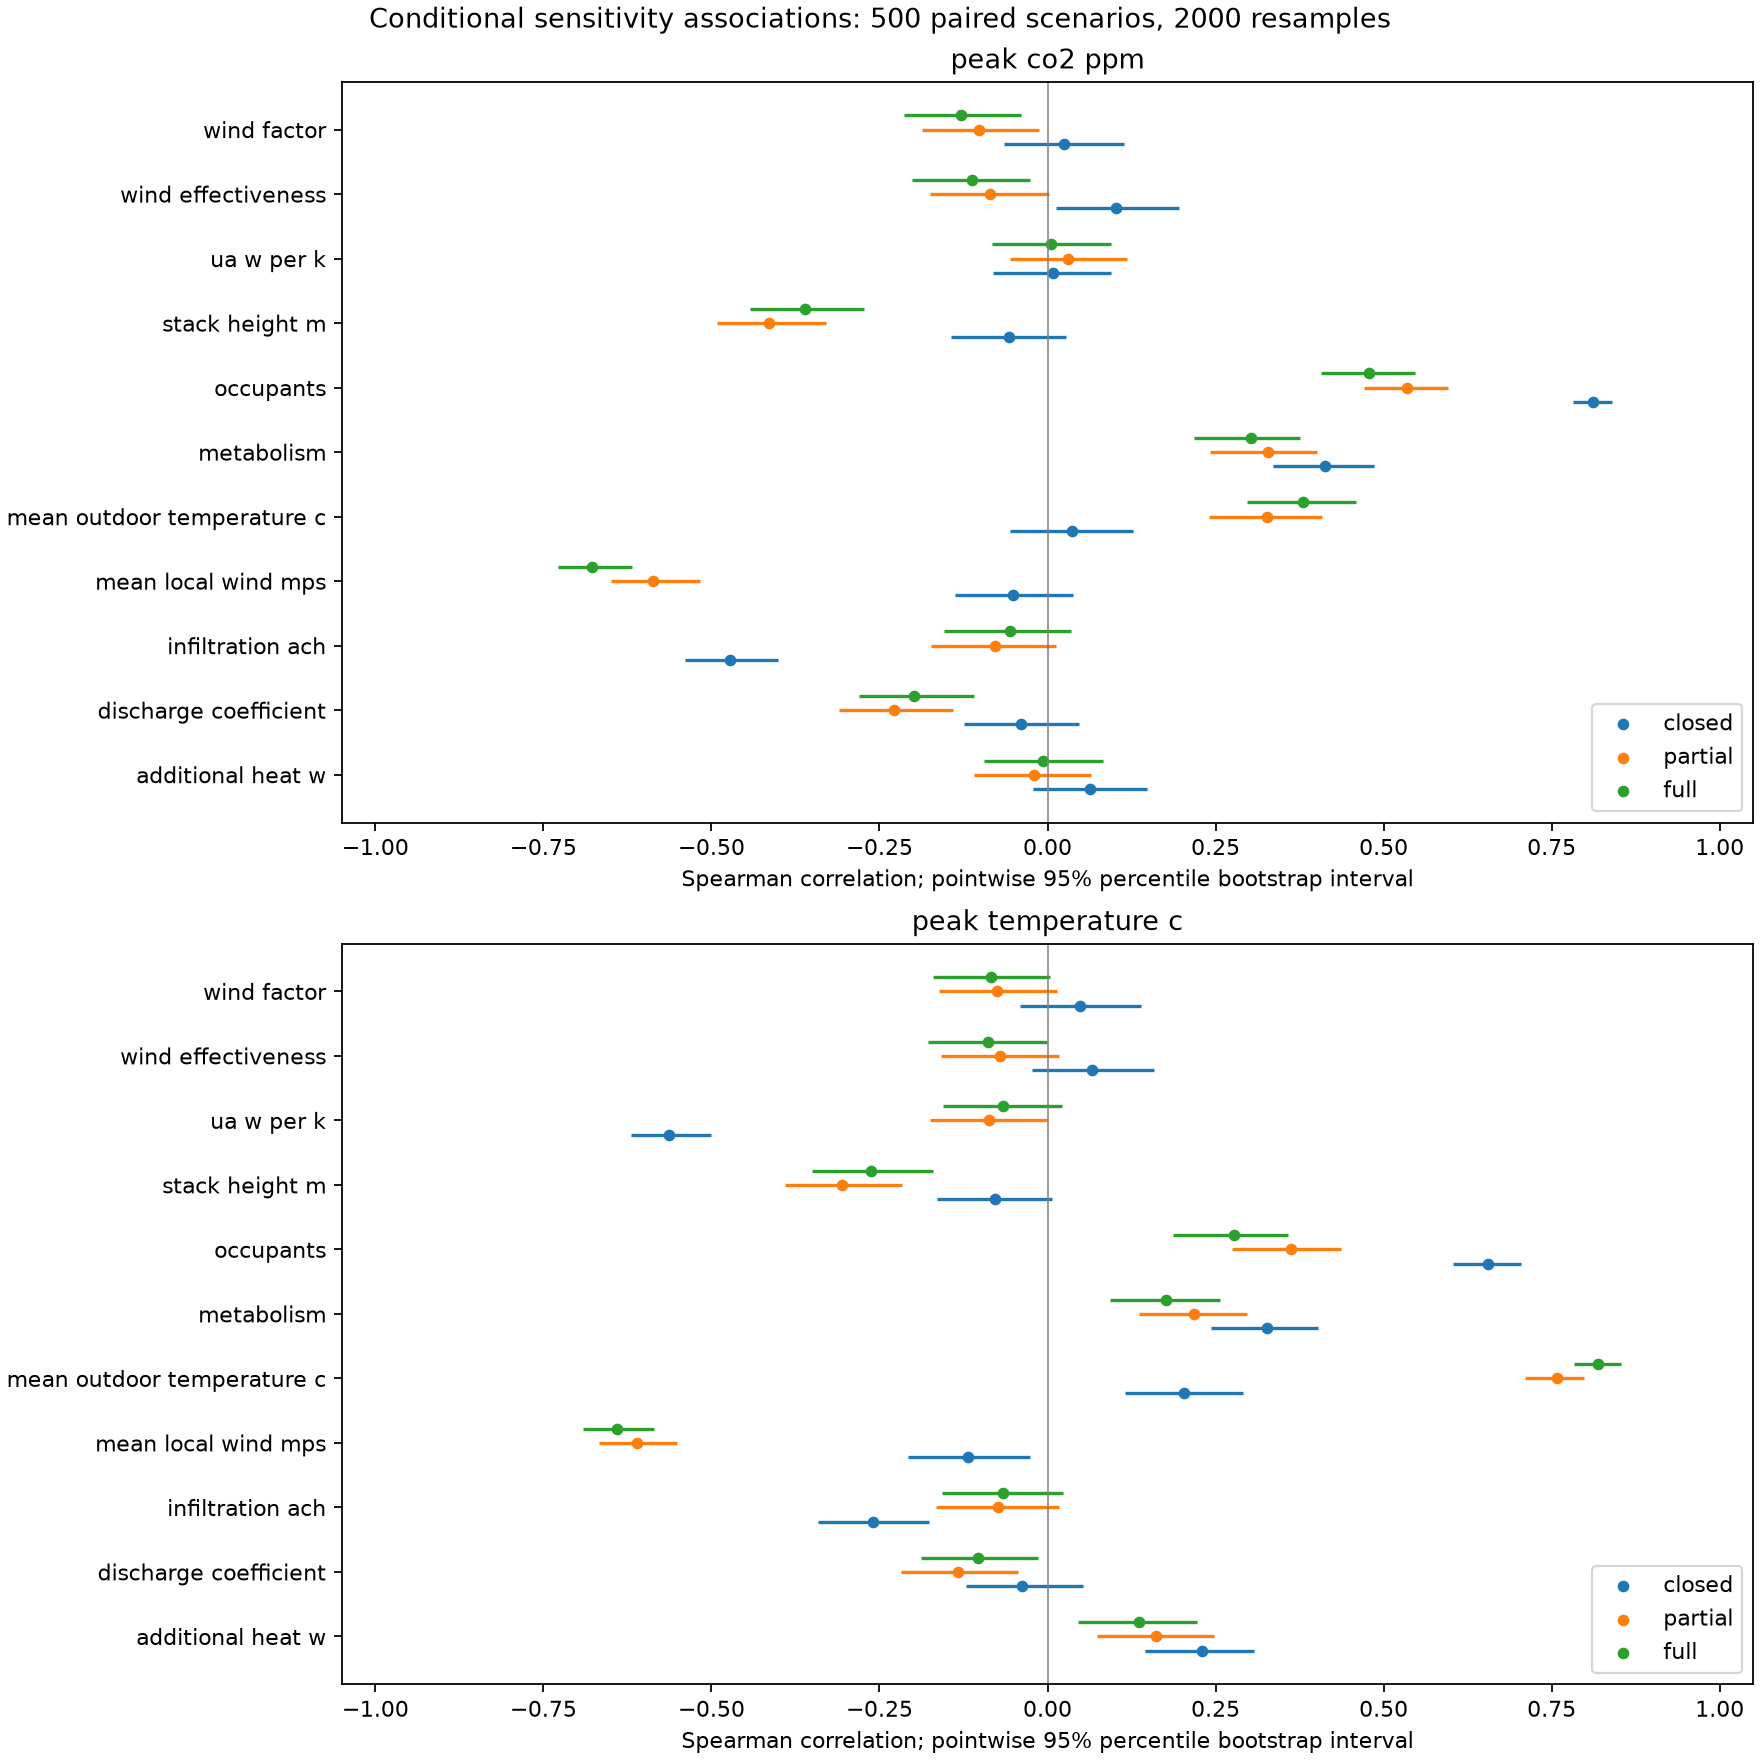 Conditional sensitivity associations: 500 paired scenarios, 2000 resamples
peak co2 ppm
wind factor
wind effectiveness
ua w per k
stack height m
occupants
metabolism
mean outdoor temperature c
mean local wind mps
infiltration ach
discharge coefficient
additional heat w
closed
partial
full
−1.00 −0.75 −0.50 −0.25 0.00 0.25 0.50 0.75 1.00
Spearman correlation; pointwise 95% percentile bootstrap interval
peak temperature c
wind factor
wind effectiveness
ua w per k
stack height m
occupants
metabolism
mean outdoor temperature c
mean local wind mps
infiltration ach
discharge coefficient
additional heat w
closed
partial
full
−1.00 −0.75 −0.50 −0.25 0.00 0.25 0.50 0.75 1.00
Spearman correlation; pointwise 95% percentile bootstrap interval